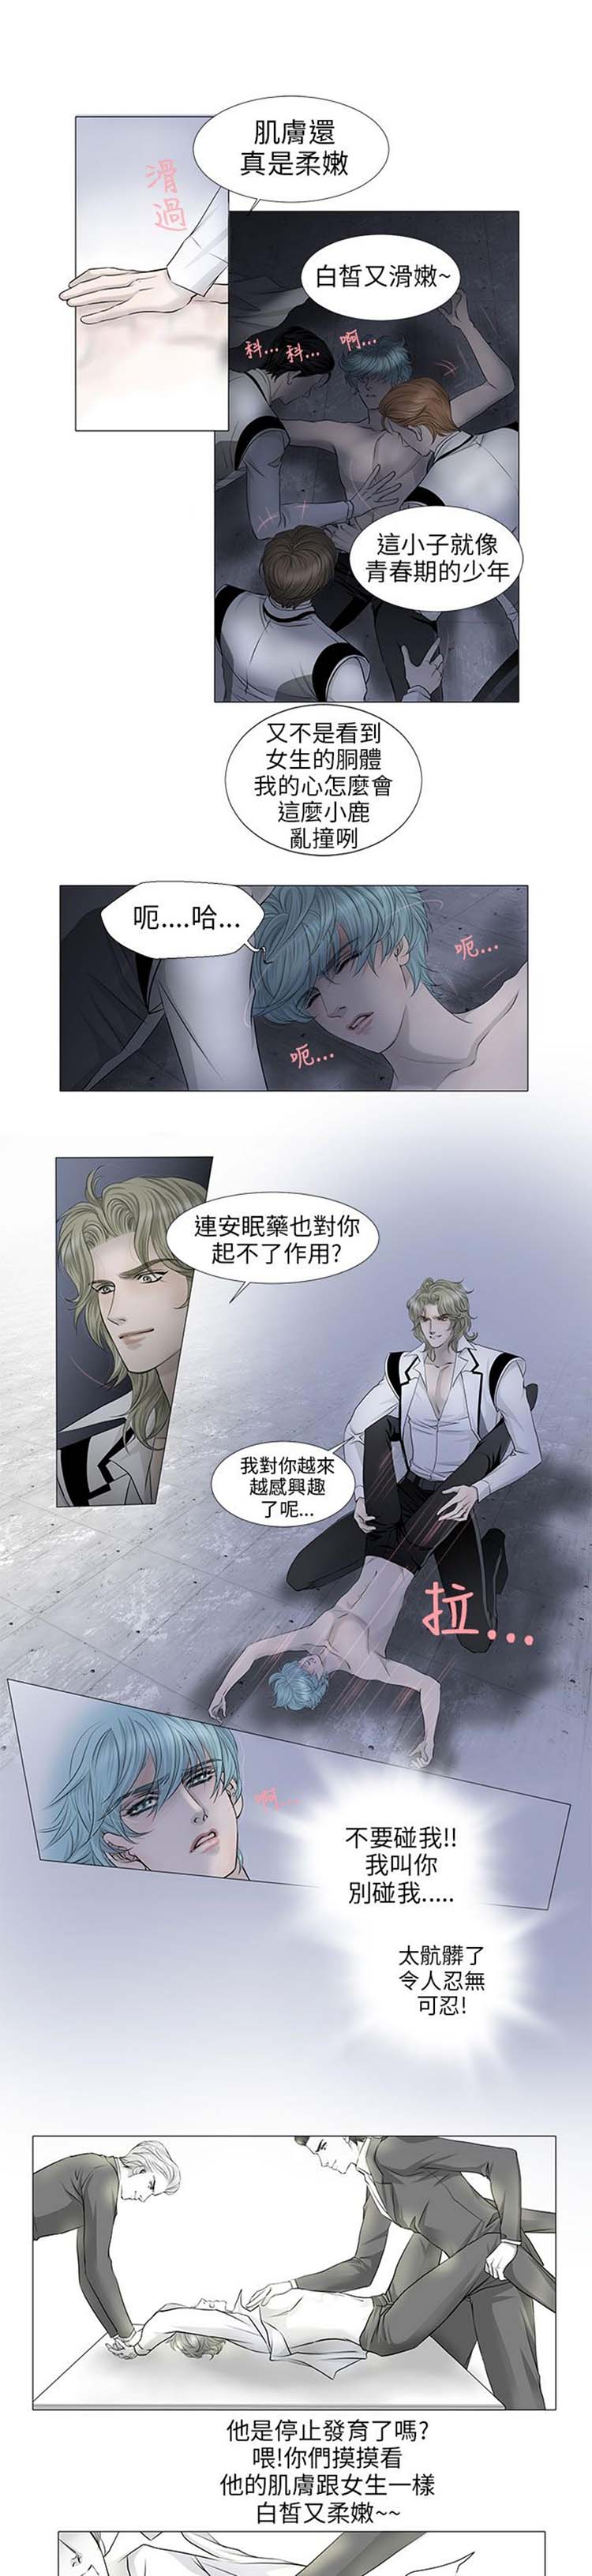 肌膚還
真是柔嫩
滑
過
白皙又滑嫩~
抖... 抖... 啊...
這小子就像
青春期的少年
又不是看到
女生的胴體
我的心怎麼會
這麼小鹿
亂撞咧
呃....哈...
呃...
呃...
連安眠藥也對你
起不了作用?
我對你越來
越感興趣
了呢...
拉...
啊...
不要碰我!!
我叫你
別碰我.....
太骯髒了
令人忍無
可忍!
他是停止發育了嗎?
喂!你們摸摸看
他的肌膚跟女生一樣
白皙又柔嫩~~